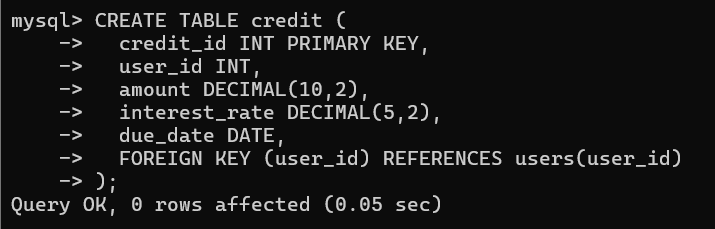 mysql> CREATE TABLE credit (
    ->   credit_id INT PRIMARY KEY,
    ->   user_id INT,
    ->   amount DECIMAL(10,2),
    ->   interest_rate DECIMAL(5,2),
    ->   due_date DATE,
    ->   FOREIGN KEY (user_id) REFERENCES users(user_id)
    -> );
Query OK, 0 rows affected (0.05 sec)